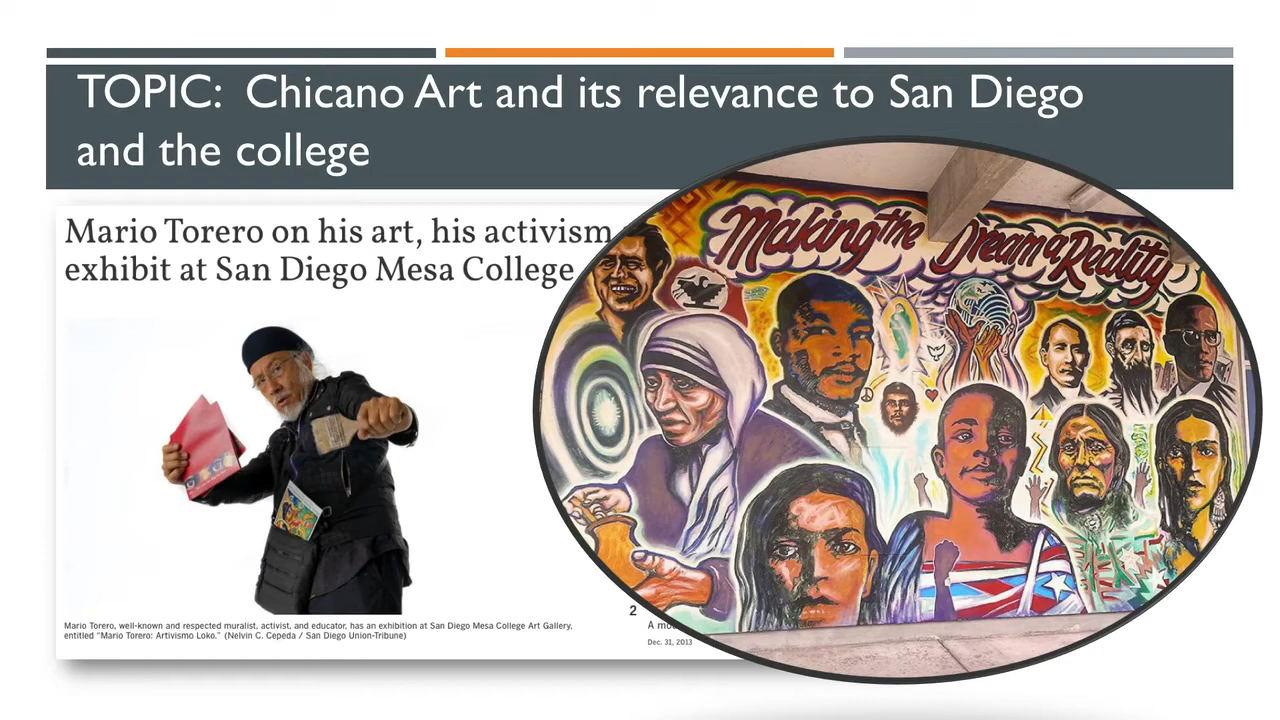 TOPIC:  Chicano Art and its relevance to San Diego
and the college
Mario Torero on his art, his activism
exhibit at San Diego Mesa College
Making the Dream a Reality
Mario Torero, well-known and respected muralist, activist, and educator, has an exhibition at San Diego Mesa College Art Gallery,
entitled “Mario Torero: Artivismo Loko.” (Nelvin C. Cepeda / San Diego Union-Tribune)
2
A mo
Dec. 31, 2013